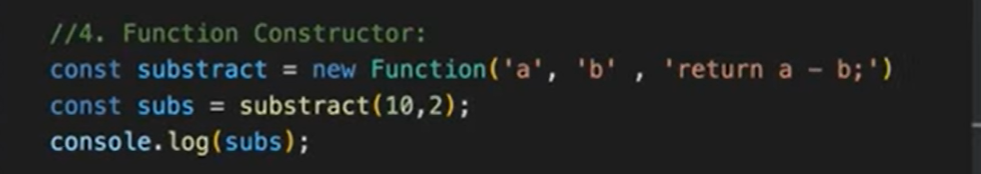 //4. Function Constructor:
const substract = new Function('a', 'b' , 'return a - b;')
const subs = substract(10,2);
console.log(subs);